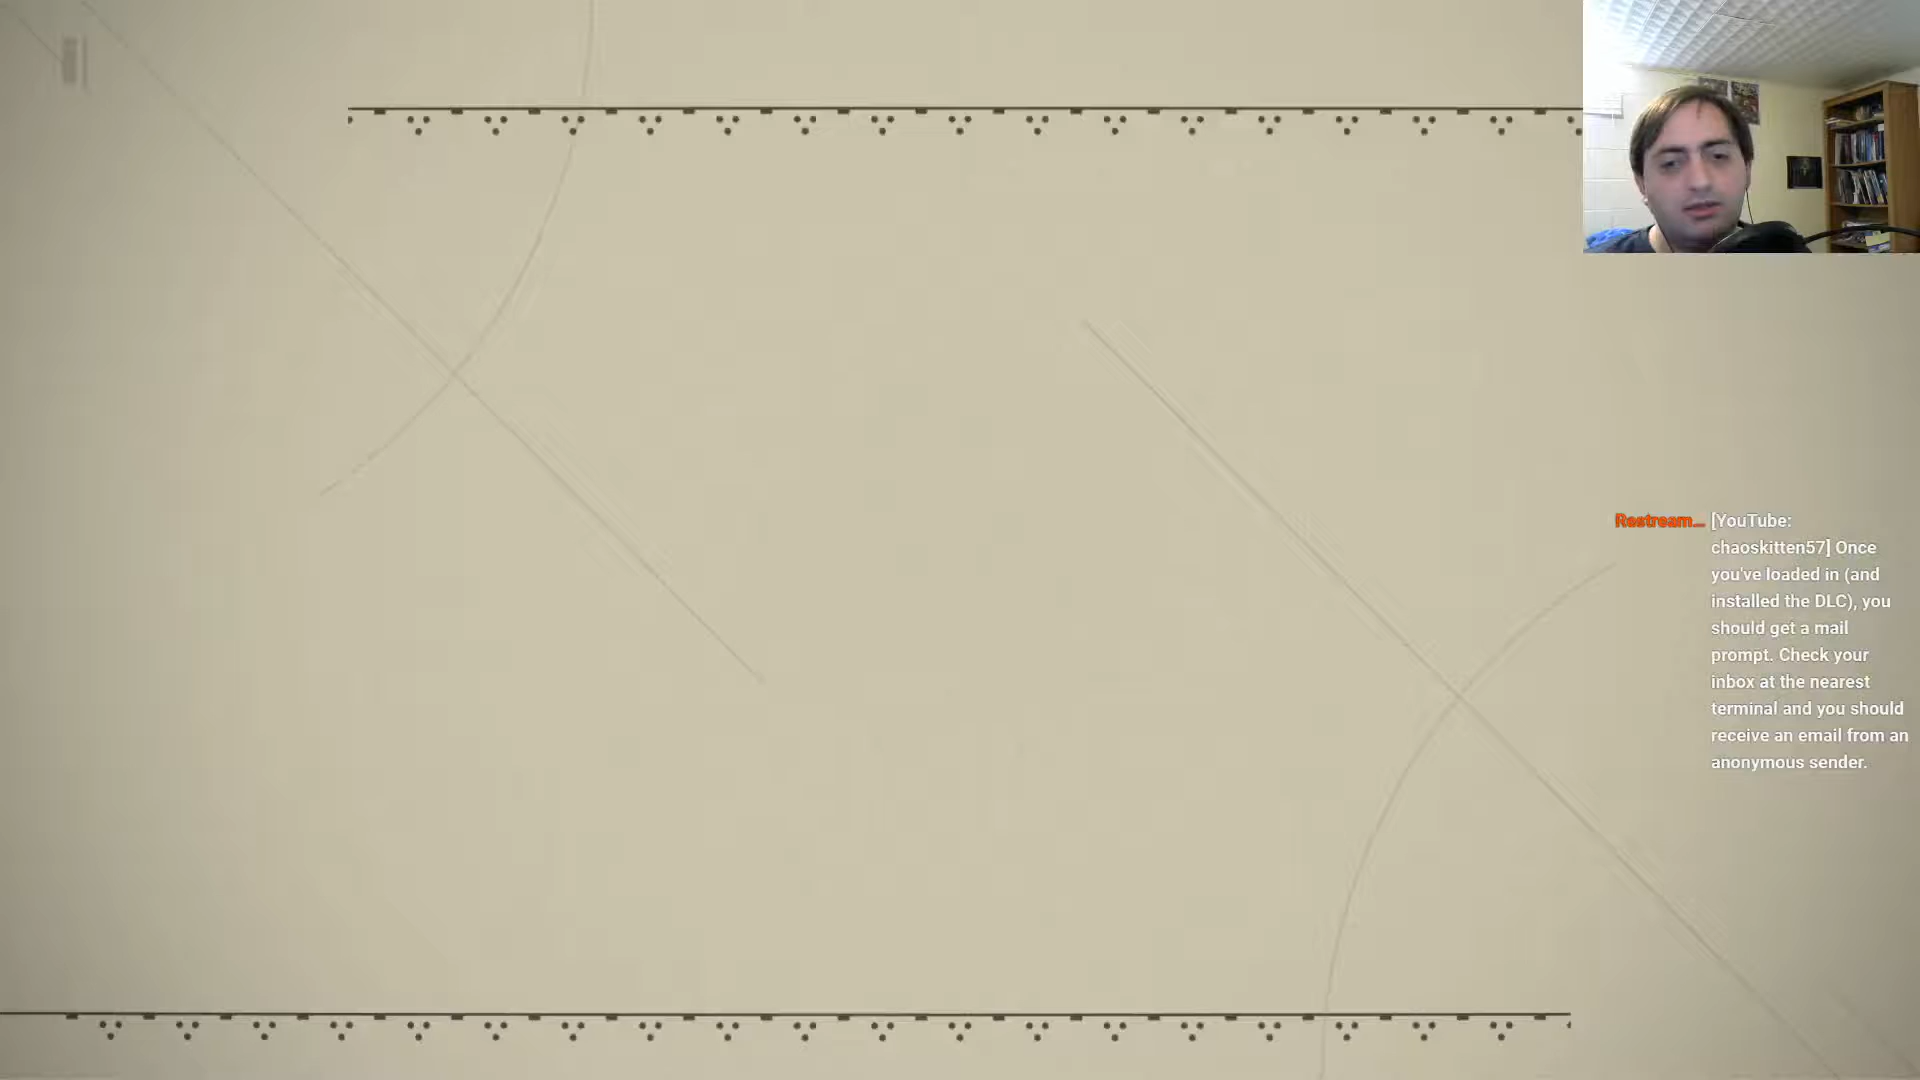 Restream... [YouTube:
chaoskitten57] Once
you've loaded in (and
installed the DLC), you
should get a mail
prompt. Check your
inbox at the nearest
terminal and you should
receive an email from an
anonymous sender.